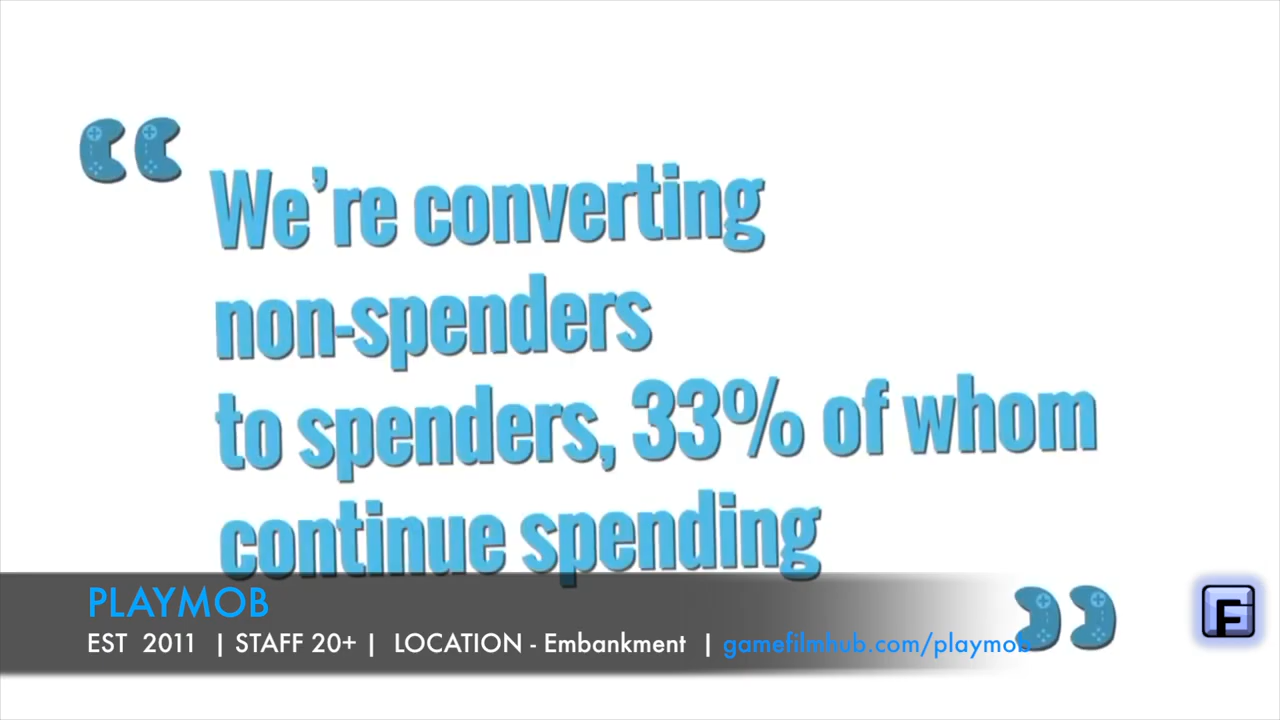 We're converting
non-spenders
to spenders, 33% of whom
continue spending
PLAYMOB
EST 2011 | STAFF 20+ | LOCATION - Embankment | gamefilmhub.com/playmob
F